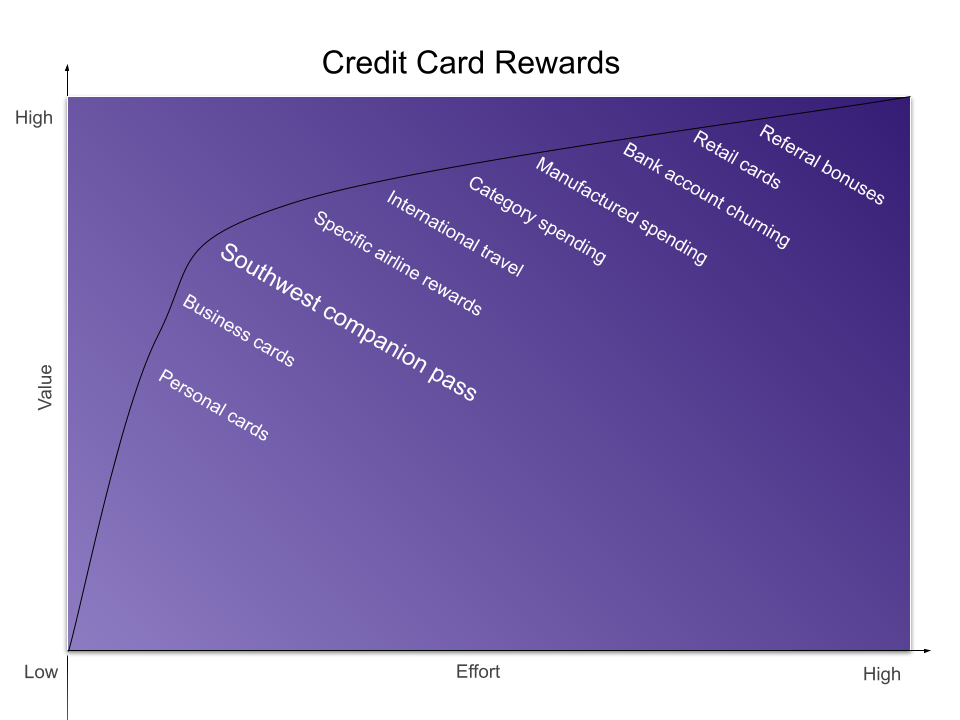 Credit Card Rewards
High
Value
Low
Effort
High
Personal cards
Business cards
Southwest companion pass
Specific airline rewards
International travel
Category spending
Manufactured spending
Bank account churning
Retail cards
Referral bonuses